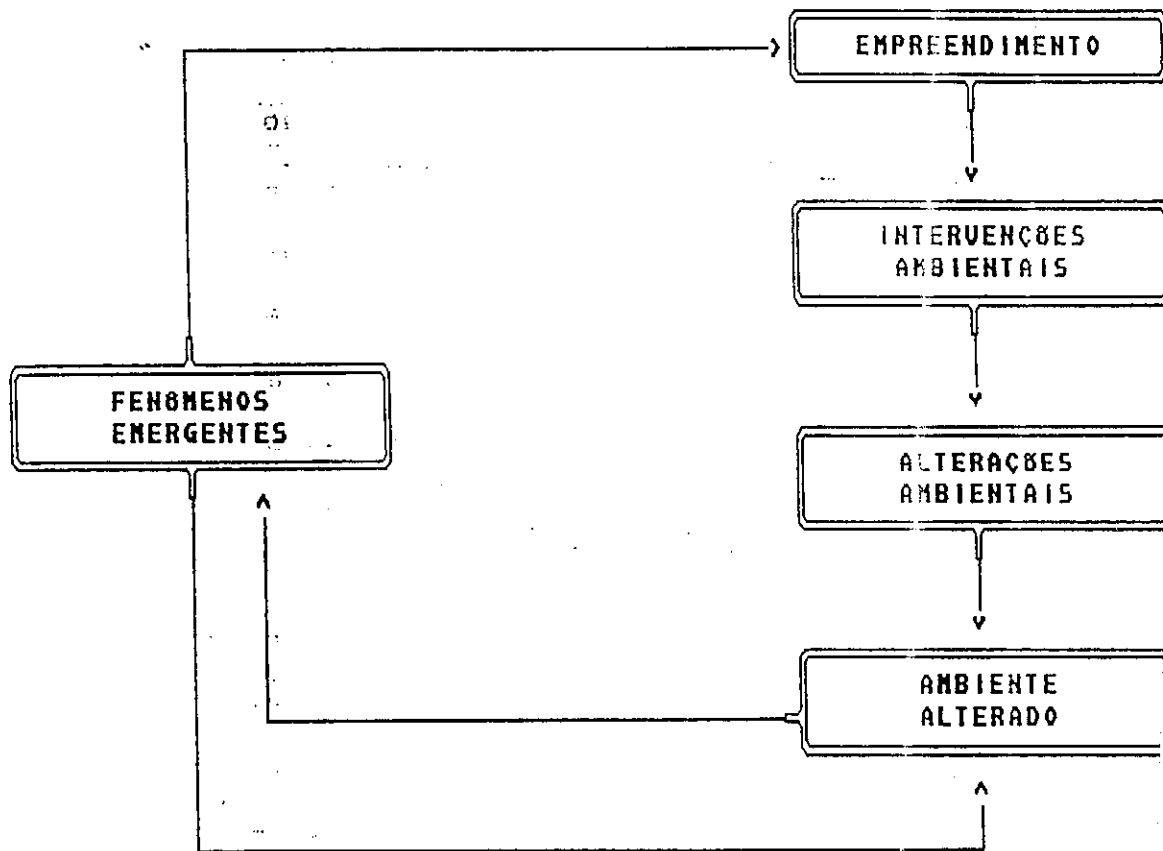 EMPREENDIMENTO
INTERVENÇÕES
AMBIENTAIS
FENÔMENOS
EMERGENTES
ALTERAÇÕES
AMBIENTAIS
AMBIENTE
ALTERADO